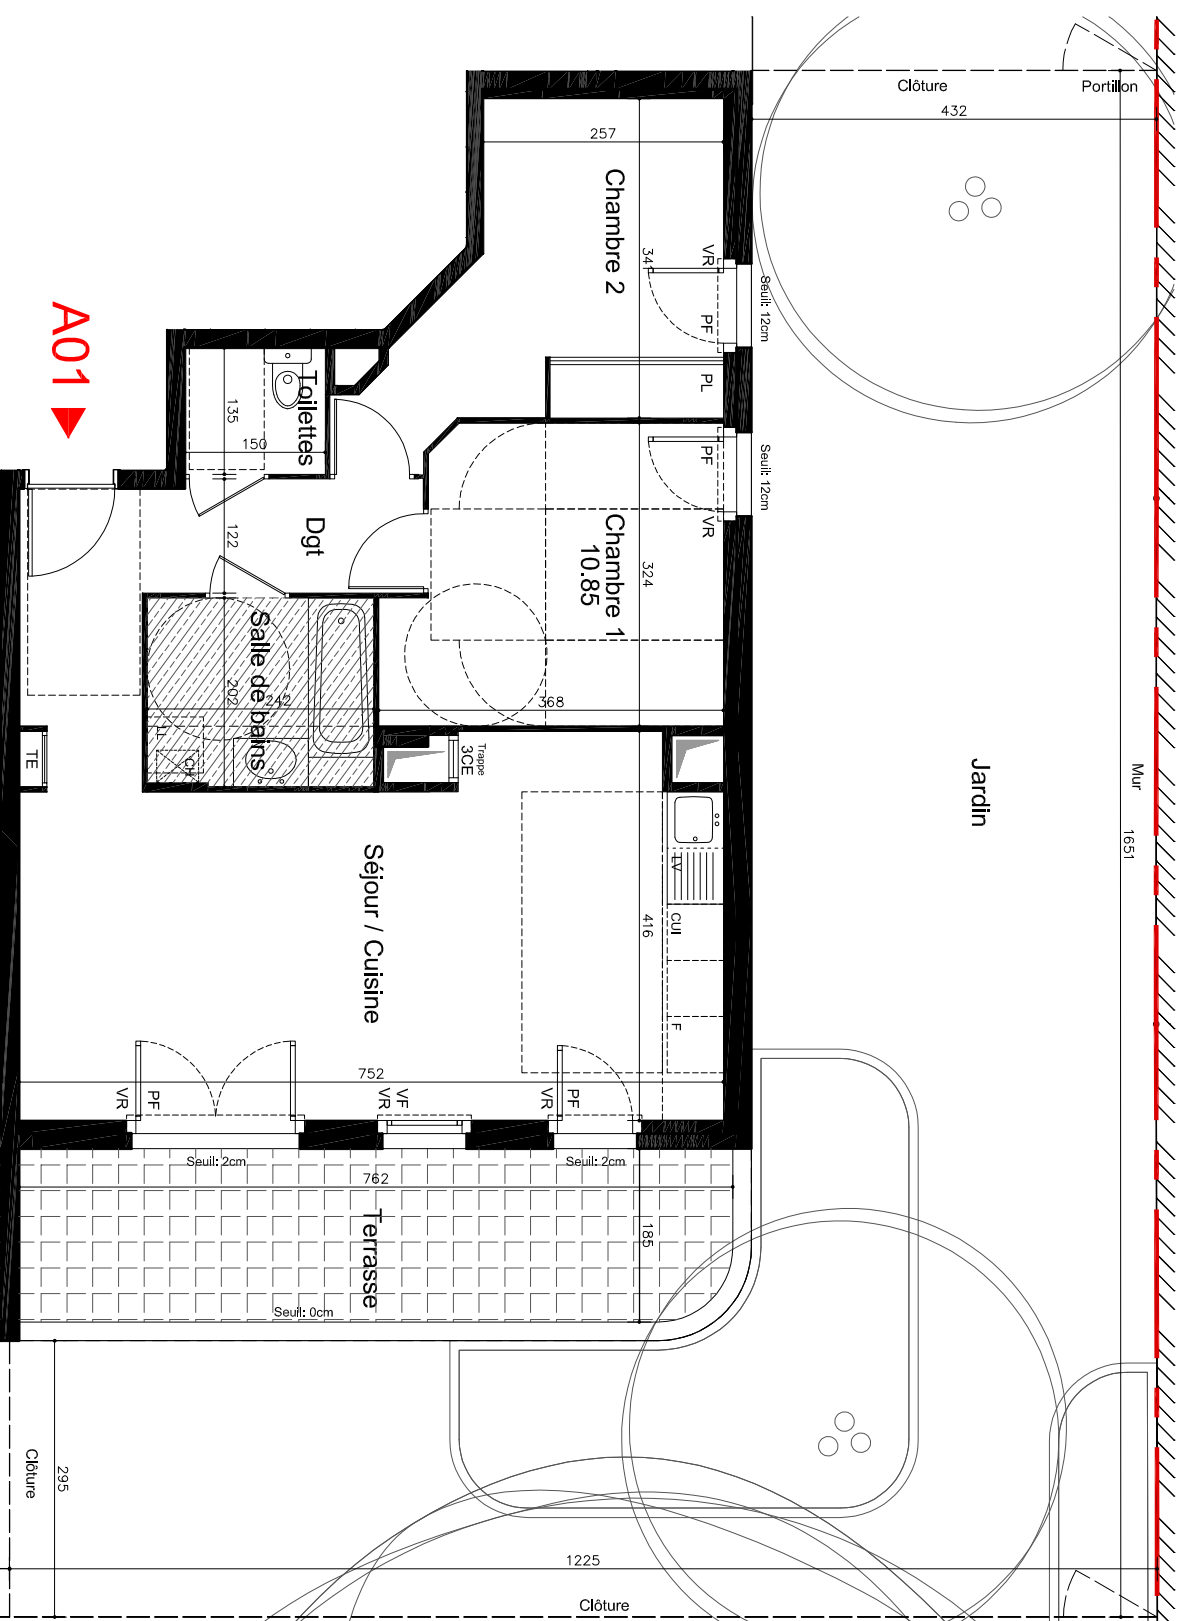 Clôture
Portillon
432
257
Chambre 2
341
VR
PF
Seuil: 12cm
PL
A01
Toilettes
135
150
Seuil: 12cm
PF
VR
Chambre 1
10.85
324
Dgt
122
Salle de bains
202
242
368
LL
CH
TE
Trappe
3CE
Jardin
Mur
1651
LV
CUI
F
Séjour / Cuisine
416
752
VR
PF
VR
VF
VR
PF
Seuil: 2cm
Seuil: 2cm
762
Terrasse
185
Seuil: 0cm
Clôture
295
1225
Clôture